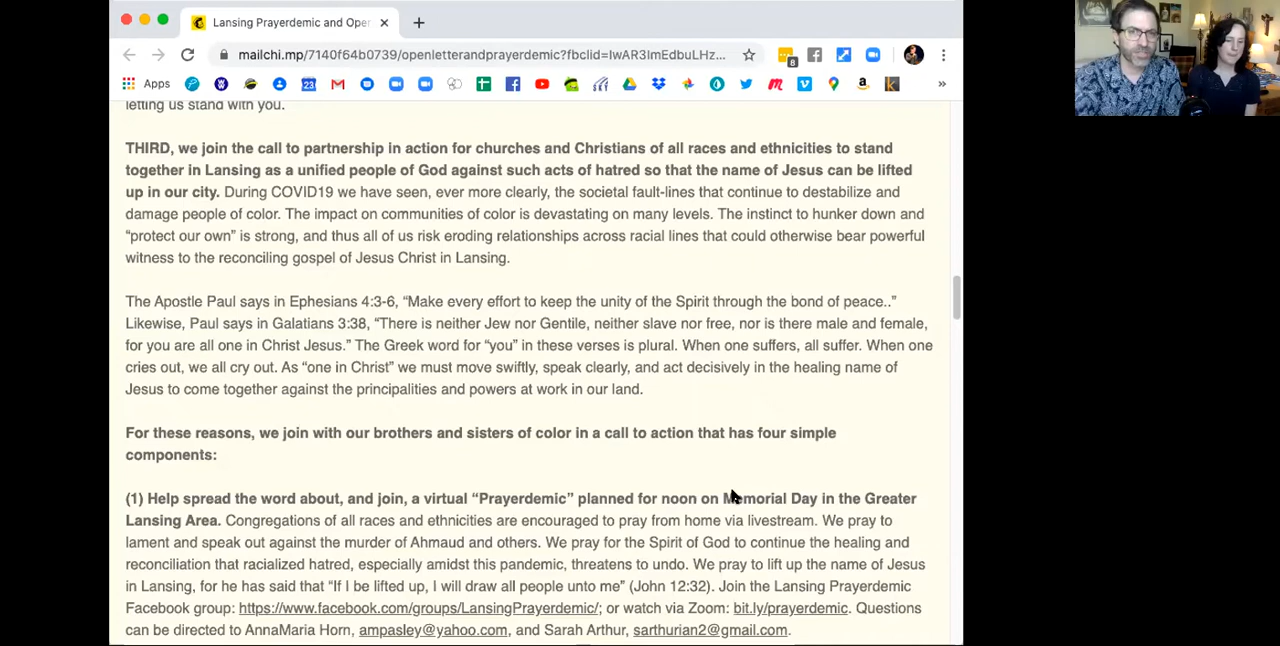 Lansing Prayerdemic and Oper
mailchi.mp/7140f64b0739/openletterandprayerdemic?fbclid=IwAR3ImEdbuLHz...
8
Apps
23
letting us stand with you.
THIRD, we join the call to partnership in action for churches and Christians of all races and ethnicities to stand
together in Lansing as a unified people of God against such acts of hatred so that the name of Jesus can be lifted
up in our city. During COVID19 we have seen, ever more clearly, the societal fault-lines that continue to destabilize and
damage people of color. The impact on communities of color is devastating on many levels. The instinct to hunker down and
“protect our own” is strong, and thus all of us risk eroding relationships across racial lines that could otherwise bear powerful
witness to the reconciling gospel of Jesus Christ in Lansing.
The Apostle Paul says in Ephesians 4:3-6, “Make every effort to keep the unity of the Spirit through the bond of peace..”
Likewise, Paul says in Galatians 3:38, “There is neither Jew nor Gentile, neither slave nor free, nor is there male and female,
for you are all one in Christ Jesus.” The Greek word for “you” in these verses is plural. When one suffers, all suffer. When one
cries out, we all cry out. As “one in Christ” we must move swiftly, speak clearly, and act decisively in the healing name of
Jesus to come together against the principalities and powers at work in our land.
For these reasons, we join with our brothers and sisters of color in a call to action that has four simple
components:
(1) Help spread the word about, and join, a virtual “Prayerdemic” planned for noon on Memorial Day in the Greater
Lansing Area. Congregations of all races and ethnicities are encouraged to pray from home via livestream. We pray to
lament and speak out against the murder of Ahmaud and others. We pray for the Spirit of God to continue the healing and
reconciliation that racialized hatred, especially amidst this pandemic, threatens to undo. We pray to lift up the name of Jesus
in Lansing, for he has said that “If I be lifted up, I will draw all people unto me” (John 12:32). Join the Lansing Prayerdemic
Facebook group: https://www.facebook.com/groups/LansingPrayerdemic/; or watch via Zoom: bit.ly/prayerdemic. Questions
can be directed to AnnaMaria Horn, ampasley@yahoo.com, and Sarah Arthur, sarthurian2@gmail.com.